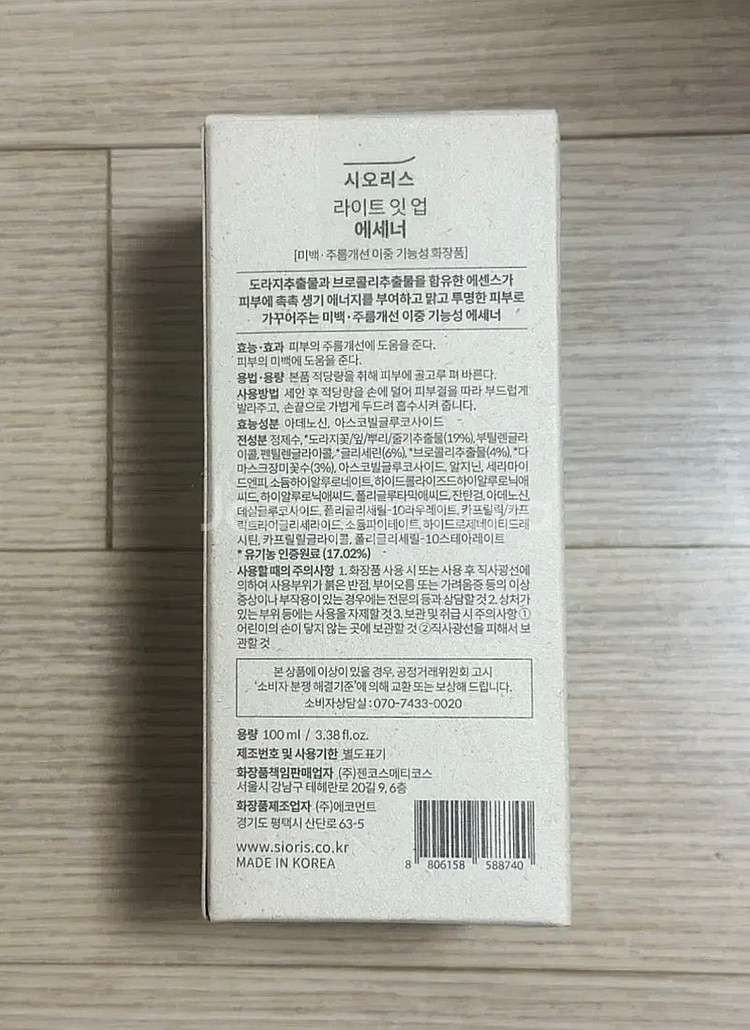 시오리스
라이트 잇 업
에세너
[미백·주름개선 이중 기능성 화장품]
도라지추출물과 브로콜리추출물을 함유한 에센스가
피부에 촉촉 생기 에너지를 부여하고 맑고 투명한 피부로
가꾸어주는 미백·주름개선 이중 기능성 에세너
효능·효과 피부의 주름개선에 도움을 준다.
피부의 미백에 도움을 준다.
용법·용량 본품 적당량을 취해 피부에 골고루 펴 바른다.
사용방법 세안 후 적당량을 손에 덜어 피부결을 따라 부드럽게
발라주고, 손끝으로 가볍게 두드려 흡수시켜 줍니다.
효능성분 아데노신, 아스코빌글루코사이드
전성분 정제수, *도라지꽃/잎/뿌리/줄기추출물(19%), 부틸렌글라
이콜, 펜틸렌글라이콜, *글리세린(6%), *브로콜리추출물(4%), *다
마스크장미꽃수(3%), 아스코빌글루코사이드, 알지닌, 세라마이
드엔피, 소듐하이알루로네이트, 하이드롤라이즈드하이알루로닉애
씨드, 하이알루로닉애씨드, 폴리글루타믹애씨드, 잔탄검, 아데노신,
데실글루코사이드, 폴리글리세릴-10라우레이트, 카프릴릭/카프
릭트라이글리세라이드, 소듐파이테이트, 하이드로제네이티드레
시틴, 카프릴릴글라이콜, 폴리글리세릴-10스테아레이트
* 유기농 인증원료 (17.02%)
사용할 때의 주의사항 1. 화장품 사용 시 또는 사용 후 직사광선에
의하여 사용부위가 붉은 반점, 부어오름 또는 가려움증 등의 이상
증상이나 부작용이 있는 경우에는 전문의 등과 상담할 것 2. 상처가
있는 부위 등에는 사용을 자제할 것 3. 보관 및 취급 시 주의사항 ①
어린이의 손이 닿지 않는 곳에 보관할 것 ②직사광선을 피해서 보
관할 것
본 상품에 이상이 있을 경우, 공정거래위원회 고시
'소비자 분쟁 해결기준'에 의해 교환 또는 보상해 드립니다.
소비자상담실 : 070-7433-0020
용량 100 ml / 3.38 fl.oz.
제조번호 및 사용기한 별도표기
화장품책임판매업자 (주)젠코스메티코스
서울시 강남구 테헤란로 20길 9, 6층
화장품제조업자 (주)에코먼트
경기도 평택시 산단로 63-5
www.sioris.co.kr
MADE IN KOREA
8 806158 588740